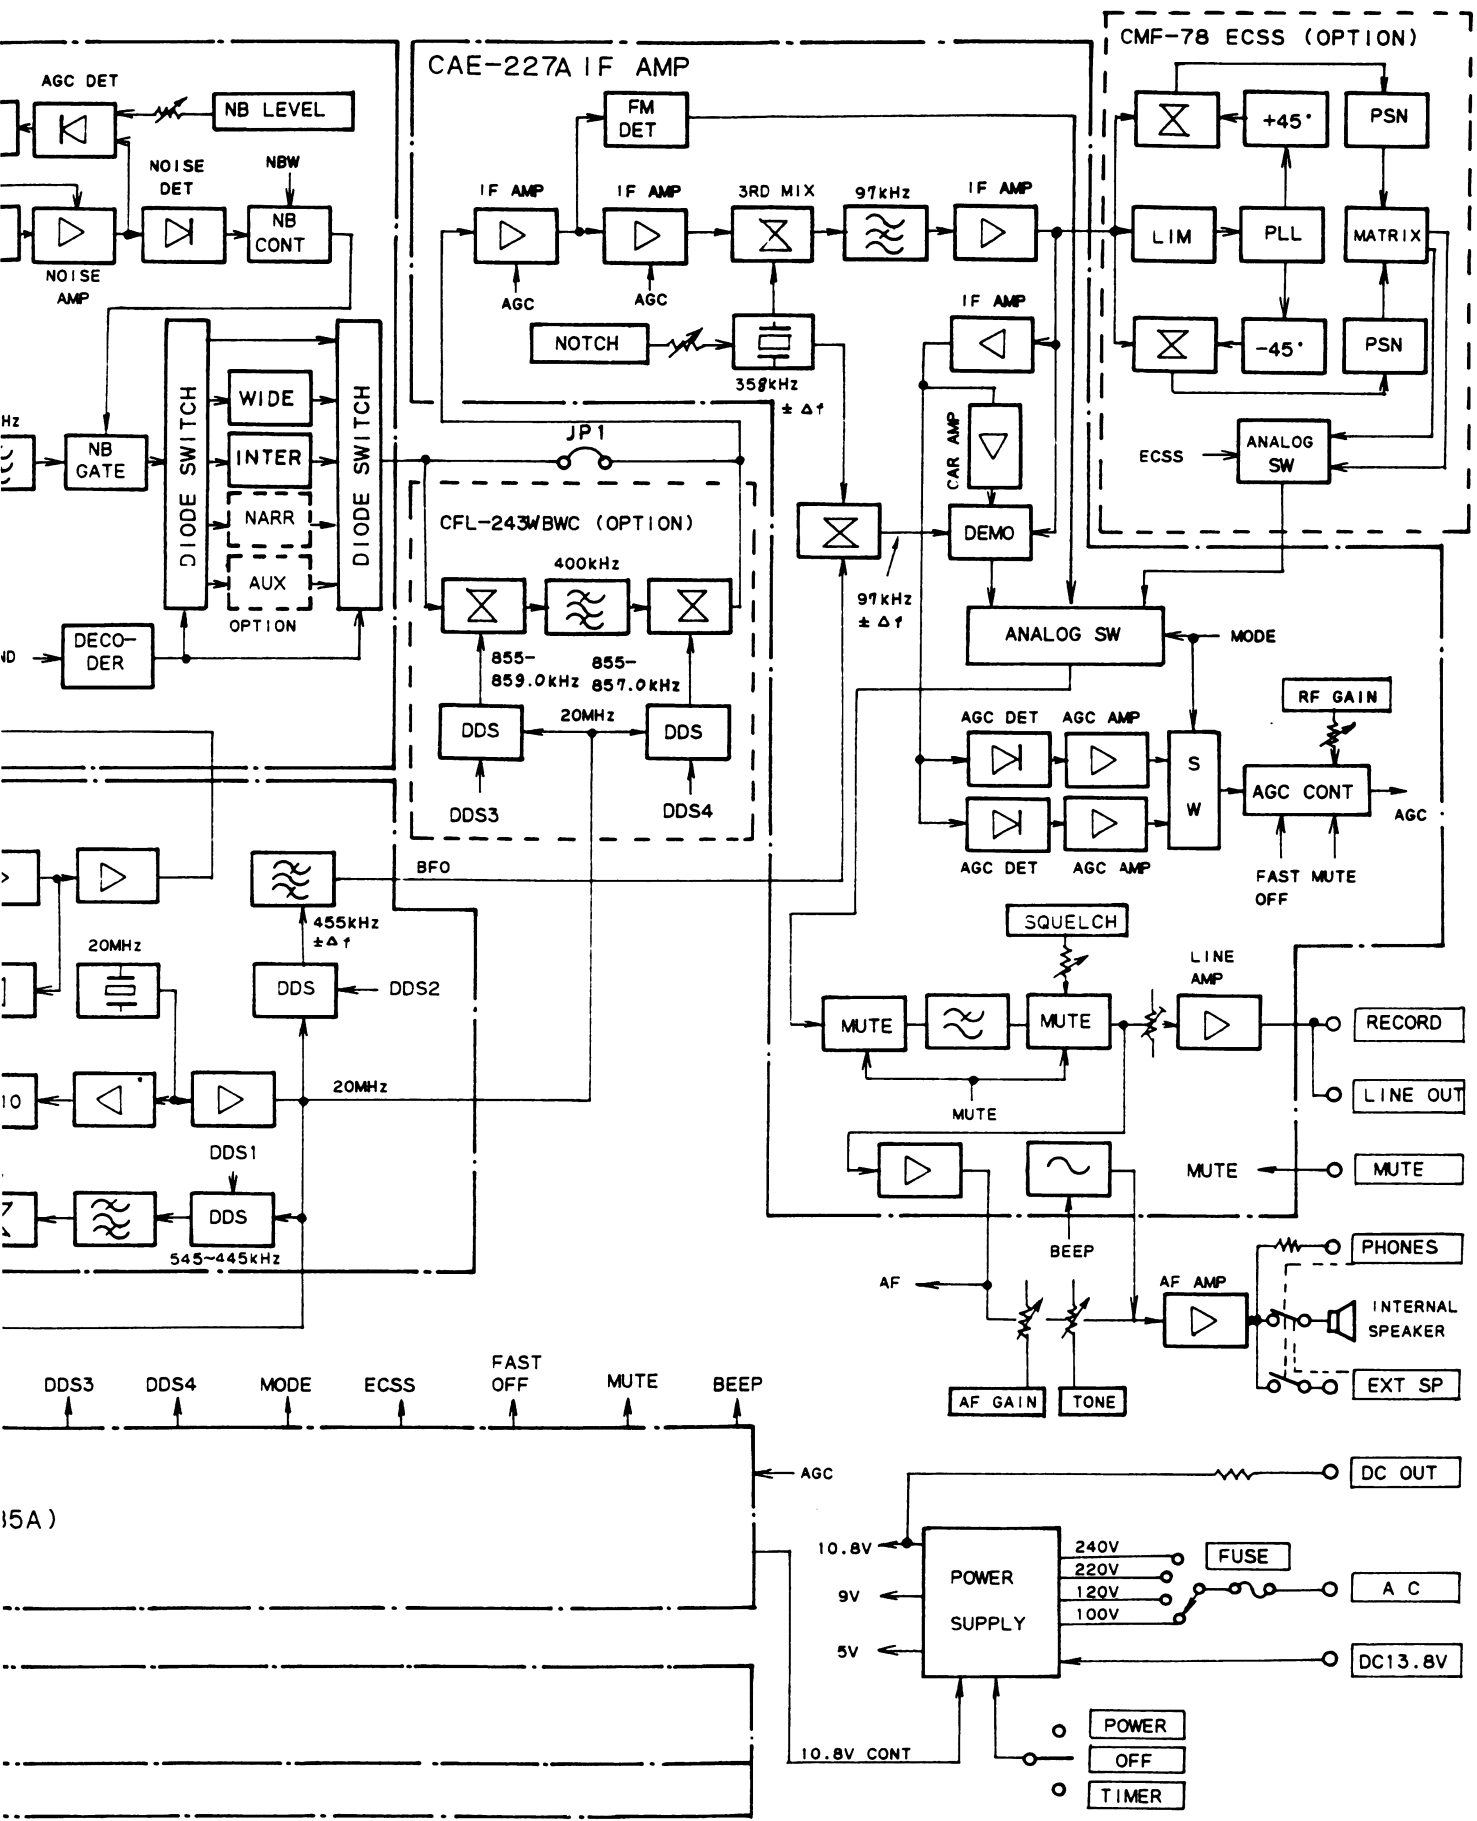 CMF-78 ECSS (OPTION)
CAE-227A IF AMP
AGC DET
NB LEVEL
FM
DET
+45°
PSN
NOISE
DET
NBW
IF AMP
IF AMP
3RD MIX
97kHz
IF AMP
NB
CONT
LIM
PLL
MATRIX
NOISE
AMP
AGC
AGC
IF AMP
NOTCH
-45°
PSN
358kHz
± Δf
DIODE SWITCH
WIDE
DIODE SWITCH
Hz
JP1
CAR AMP
NB
GATE
INTER
ECSS
ANALOG
SW
NARR
CFL-243WBWC (OPTION)
DEMO
400kHz
AUX
97kHz
± Δf
OPTION
ND
DECO-
DER
ANALOG SW
MODE
855-
859.0kHz
855-
857.0kHz
RF GAIN
20MHz
DDS
DDS
AGC DET
AGC AMP
S
W
AGC CONT
AGC
DDS3
DDS4
AGC DET
AGC AMP
BFO
FAST
OFF
MUTE
455kHz
±Δf
SQUELCH
20MHz
LINE
AMP
DDS
DDS2
MUTE
MUTE
RECORD
10
20MHz
LINE OUT
MUTE
DDS1
MUTE
MUTE
DDS
545~445kHz
BEEP
PHONES
AF
AF AMP
INTERNAL
SPEAKER
DDS3
DDS4
MODE
ECSS
FAST
OFF
MUTE
BEEP
AF GAIN
TONE
EXT SP
AGC
DC OUT
35A)
10.8V
240V
FUSE
POWER
SUPPLY
220V
9V
120V
A C
100V
5V
DC13.8V
POWER
10.8V CONT
OFF
TIMER